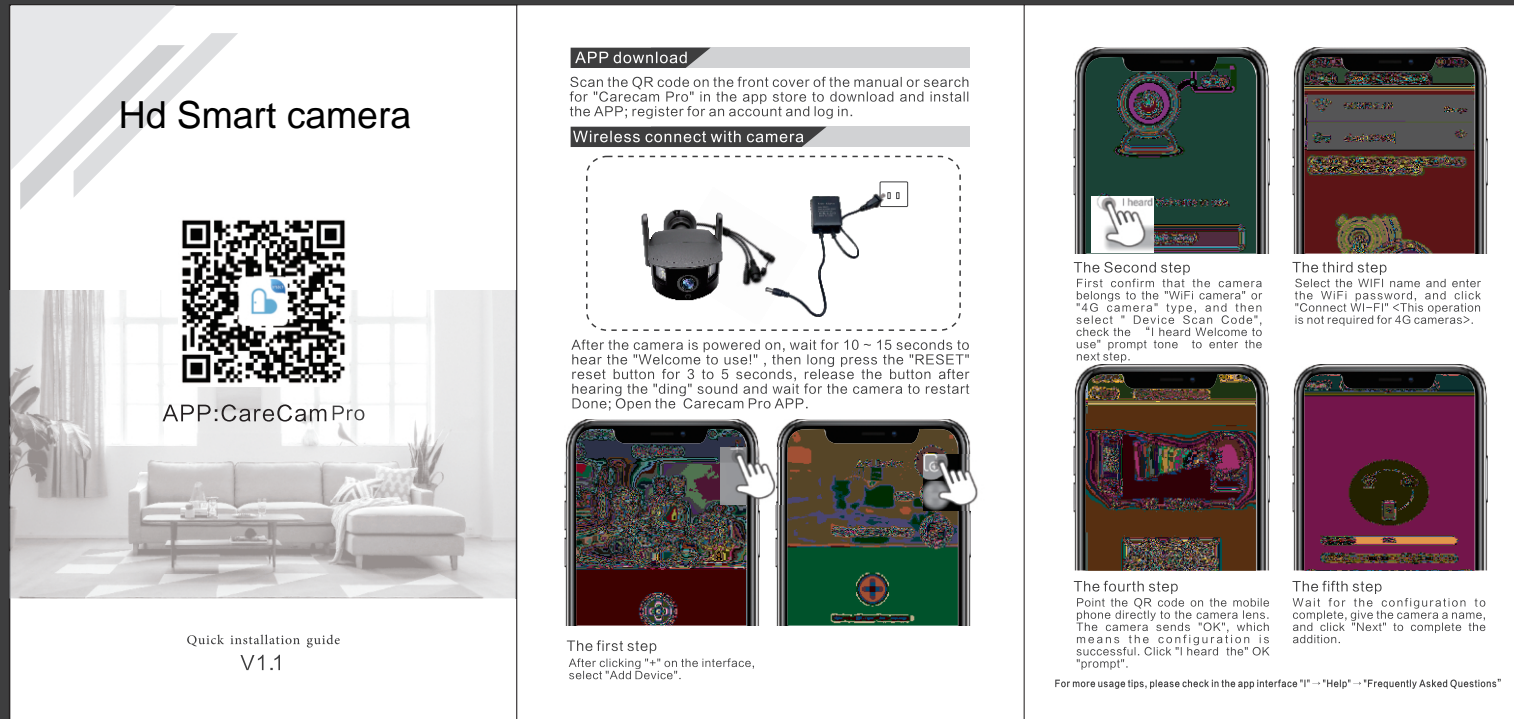 Hd Smart camera
APP:CareCam Pro
Quick installation guide
V1.1
APP download
Scan the QR code on the front cover of the manual or search
for "Carecam Pro" in the app store to download and install
the APP; register for an account and log in.
Wireless connect with camera
After the camera is powered on, wait for 10 ~ 15 seconds to
hear the "Welcome to use!" , then long press the "RESET"
reset button for 3 to 5 seconds, release the button after
hearing the "ding" sound and wait for the camera to restart
Done; Open the Carecam Pro APP.
The first step
After clicking "+" on the interface,
select "Add Device".
I heard
The Second step
First confirm that the camera
belongs to the "WiFi camera" or
"4G camera" type, and then
select " Device Scan Code",
check the “I heard Welcome to
use" prompt tone to enter the
next step.
The third step
Select the WIFI name and enter
the WiFi password, and click
"Connect WI-FI" <This operation
is not required for 4G cameras>.
The fourth step
Point the QR code on the mobile
phone directly to the camera lens.
The camera sends "OK", which
means the configuration is
successful. Click "I heard the" OK
"prompt".
The fifth step
Wait for the configuration to
complete, give the camera a name,
and click "Next" to complete the
addition.
For more usage tips, please check in the app interface "I" → "Help" → "Frequently Asked Questions”